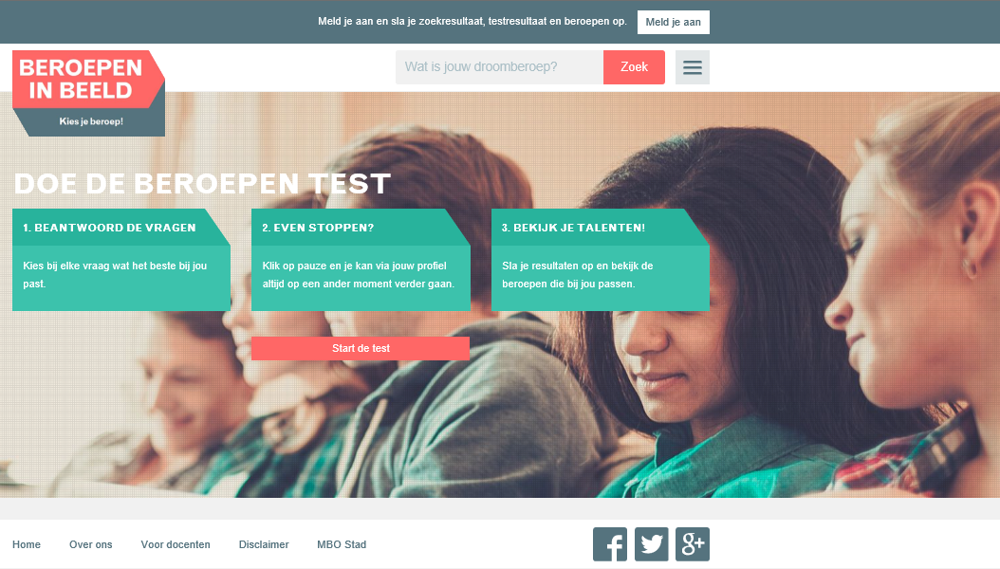 Meld je aan en sla je zoekresultaat, testresultaat en beroepen op.
Meld je aan
BEROEPEN
IN BEELD
Kies je beroep!
Wat is jouw droomberoep?
Zoek
DOE DE BEROEPEN TEST
1. BEANTWOORD DE VRAGEN
Kies bij elke vraag wat het beste bij jou
past.
2. EVEN STOPPEN?
Klik op pauze en je kan via jouw profiel
altijd op een ander moment verder gaan.
3. BEKIJK JE TALENTEN!
Sla je resultaten op en bekijk de
beroepen die bij jou passen.
Start de test
Home
Over ons
Voor docenten
Disclaimer
MBO Stad